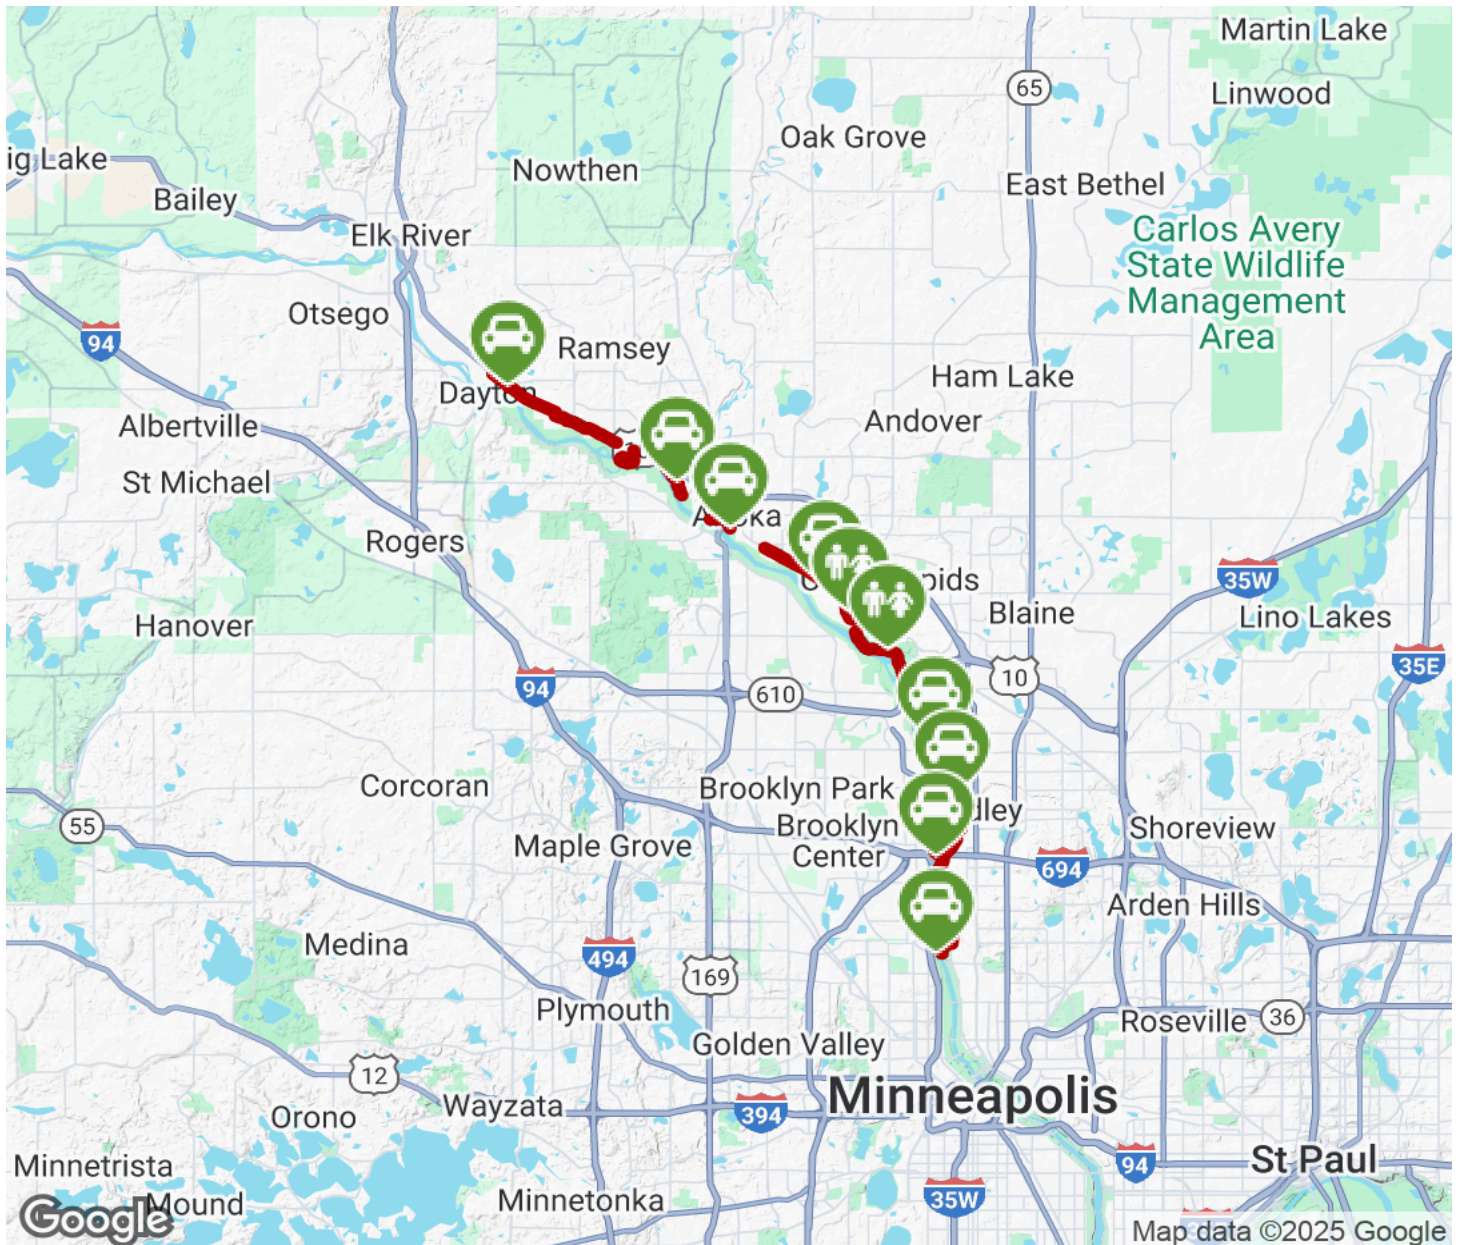 Martin Lake
65
Linwood
Oak Grove
ig Lake
Nowthen
East Bethel
Bailey
Carlos Avery
State Wildlife
Management
Area
Elk River
Otsego
94
Ramsey
Ham Lake
Dayton
Andover
Albertville
St Michael
Rogers
35W
Blaine
Lino Lakes
Hanover
35E
10
94
610
Corcoran
Brooklyn Park
dley
55
Brooklyn
Center
Shoreview
Maple Grove
694
Arden Hills
Medina
494
169
Plymouth
Roseville
36
Golden Valley
12
Minneapolis
Wayzata
394
Orono
94
St Paul
Minnetrista
35W
Minnetonka
Mound
Google
Map data ©2025 Google